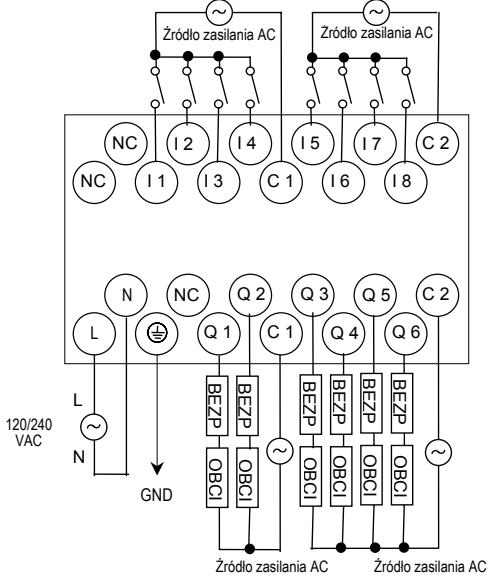 Źródło zasilania AC
Źródło zasilania AC
NC I 2 I 4 I 5 I 7 C 2
NC I 1 I 3 C 1 I 6 I 8
N NC Q 2 Q 3 Q 5 C 2
L Q 1 C 1 Q 4 Q 6
L
120/240
VAC
N
GND
BEZP BEZP BEZP BEZP BEZP BEZP
OBCI OBCI OBCI OBCI OBCI OBCI
Źródło zasilania AC
Źródło zasilania AC